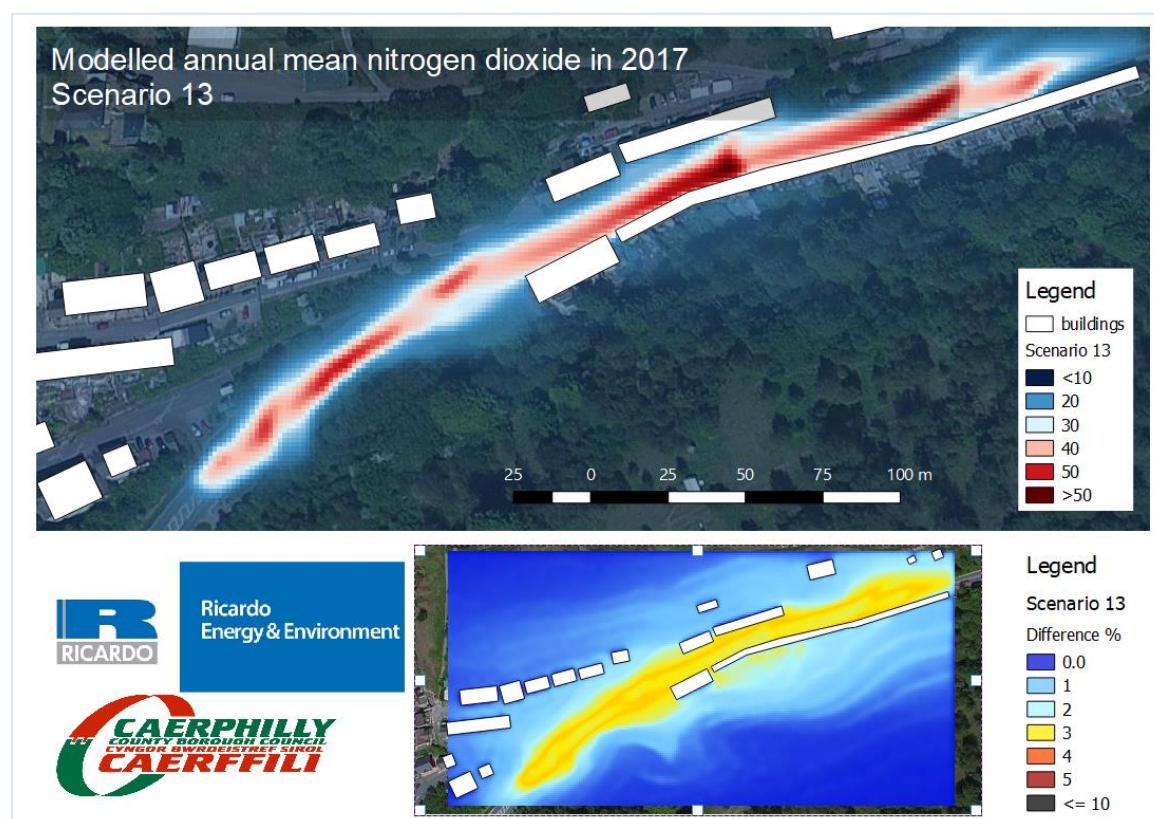 Modelled annual mean nitrogen dioxide in 2017
Scenario 13
Legend
buildings
Scenario 13
<10
20
30
40
50
>50
25 0 25 50 75 100 m
R
RICARDO
Ricardo
Energy & Environment
CAERPHILLY
COUNTY BOROUGH COUNCIL
CYNGOR BWRDEISTREF SIROL
CAERFFILI
Legend
Scenario 13
Difference %
0.0
1
2
3
4
5
<= 10